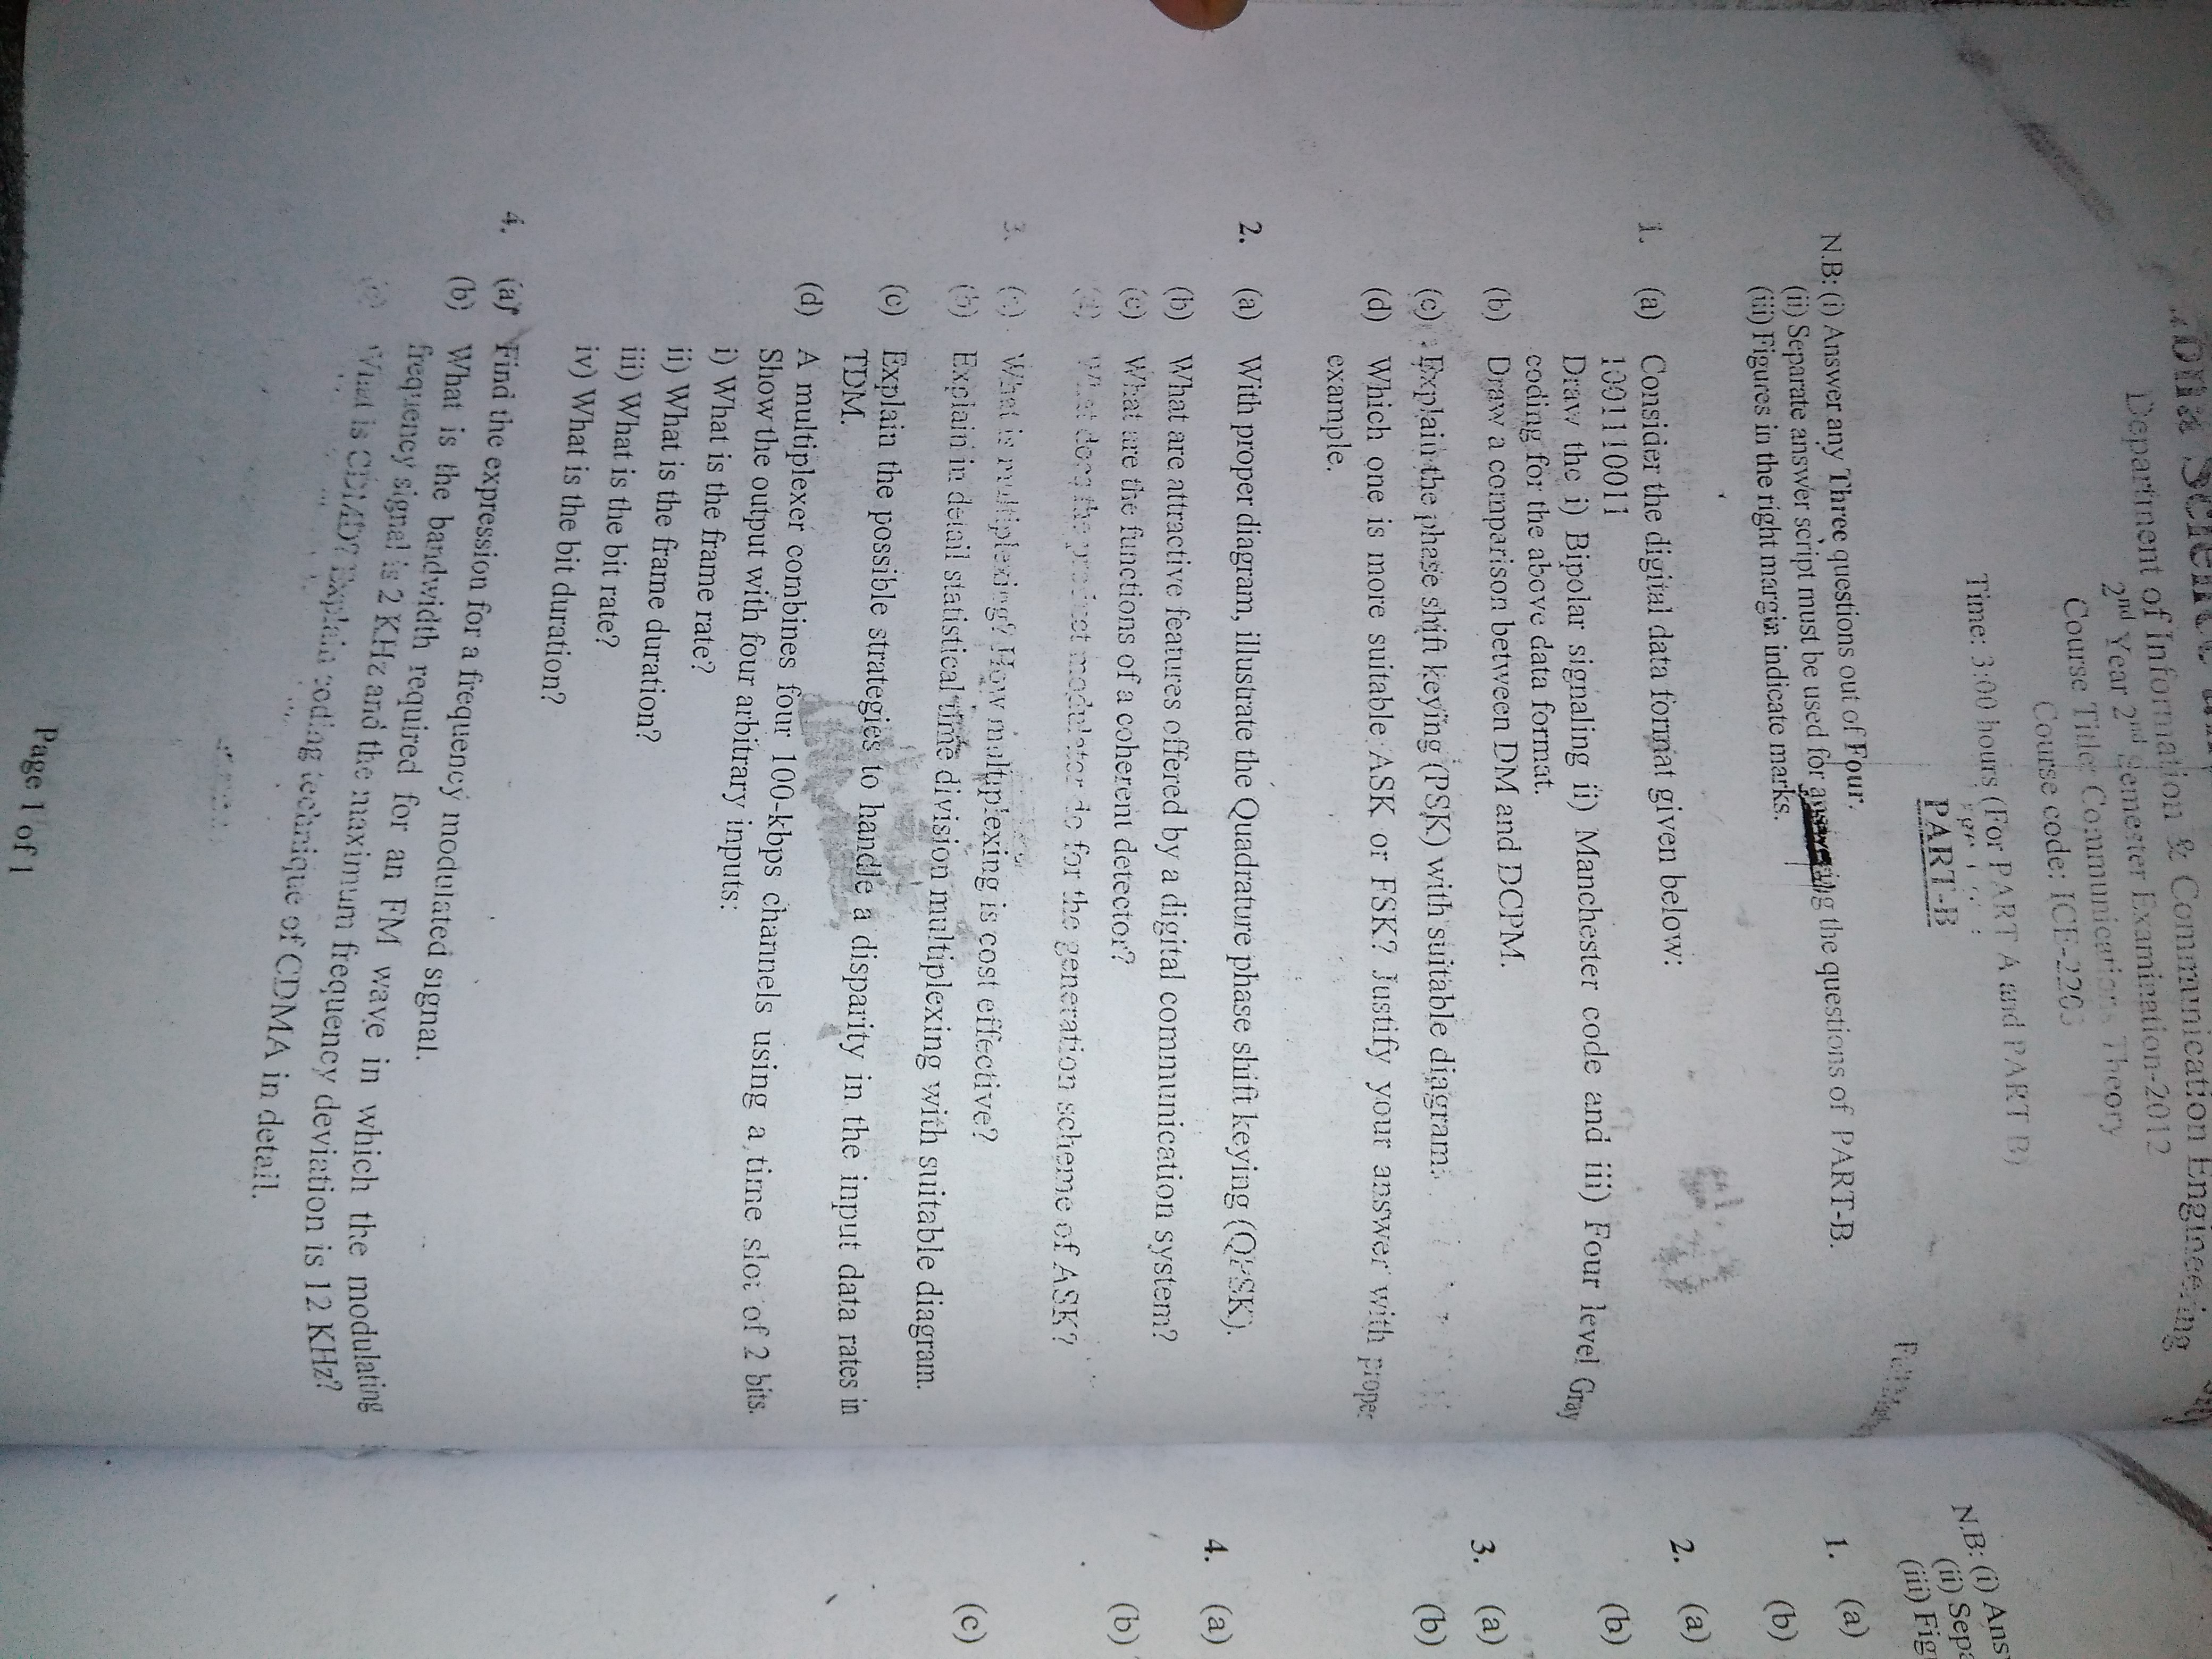 Department of Information & Communication Engineering
2nd Year 2nd Semester Examination-2012
Course Title: Communication Theory
Course code: ICE-220
Time: 3:00 hours (For PART A and PART B)
PART-B
N.B: (i) Answer any Three questions out of Four.
(ii) Separate answer script must be used for answering the questions of PART-B.
(iii) Figures in the right margin indicate marks.
1. (a) Consider the digital data format given below:
1001110011
Draw the i) Bipolar signaling ii) Manchester code and iii) Four level Gray
coding for the above data format.
(b) Draw a comparison between DM and DCPM.
(c) Explain the phase shift keying (PSK) with suitable diagram.
(d) Which one is more suitable ASK or FSK? Justify your answer with proper
example.
2. (a) With proper diagram, illustrate the Quadrature phase shift keying (QPSK).
(b) What are attractive features offered by a digital communication system?
(c) What are the functions of a coherent detector?
(d) What does the product modulator do for the generation scheme of ASK?
3. (a) What is multiplexing? How multiplexing is cost effective?
(b) Explain in detail statistical time division multiplexing with suitable diagram.
(c) Explain the possible strategies to handle a disparity in the input data rates in
TDM.
(d) A multiplexer combines four 100-kbps channels using a time slot of 2 bits.
Show the output with four arbitrary inputs:
i) What is the frame rate?
ii) What is the frame duration?
iii) What is the bit rate?
iv) What is the bit duration?
4. (a) Find the expression for a frequency modulated signal.
(b) What is the bandwidth required for an FM wave in which the modulating
frequency signal is 2 KHz and the maximum frequency deviation is 12 KHz?
(c) What is CDMA? Explain coding technique of CDMA in detail.
Page 1 of 1
N.B: (i) Ans
(ii) Sepa
(iii) Fig
1. (a)
(b)
2. (a)
(b)
3. (a)
(b)
4. (a)
(b)
(c)